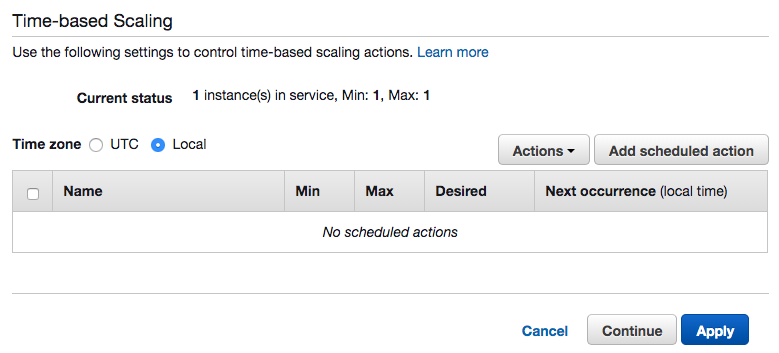 Time-based Scaling
Use the following settings to control time-based scaling actions. Learn more
Current status 1 instance(s) in service, Min: 1, Max: 1
Time zone UTC Local Actions Add scheduled action
Name Min Max Desired Next occurrence (local time)
No scheduled actions
Cancel Continue Apply